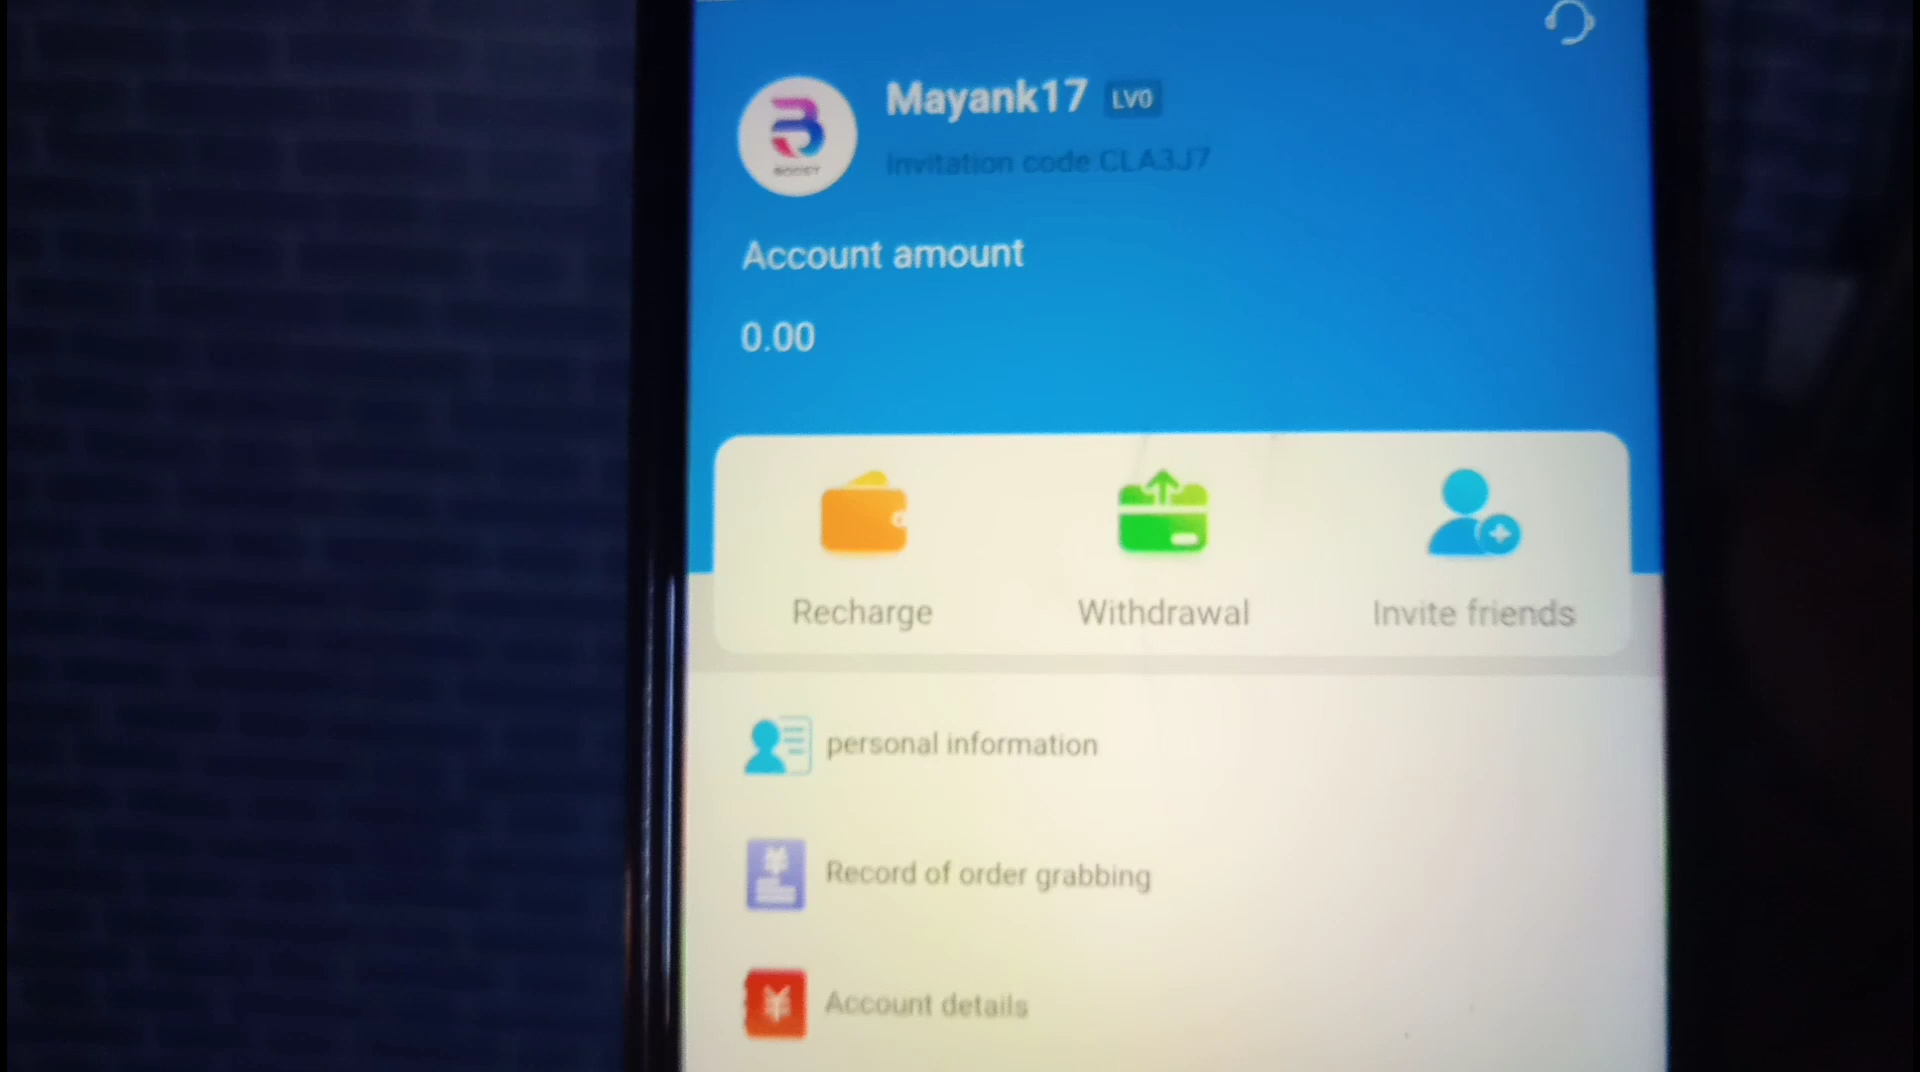 Mayank17 LV0
Invitation code:CLA3J7
Account amount
0.00
Recharge
Withdrawal
Invite friends
personal information
Record of order grabbing
Account details